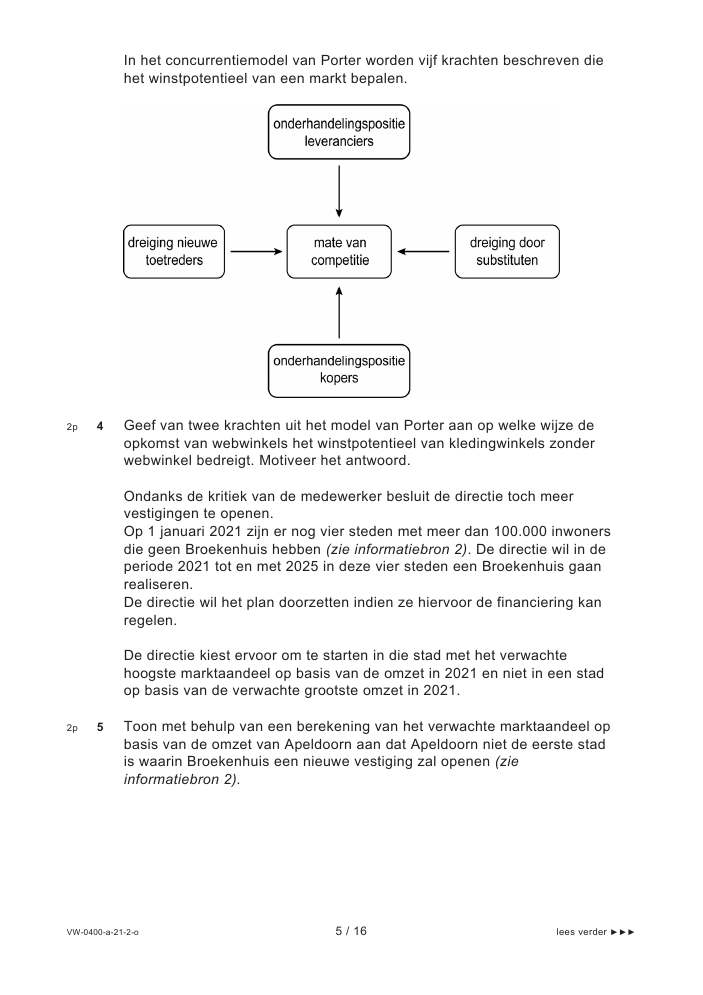 In het concurrentiemodel van Porter worden vijf krachten beschreven die
het winstpotentieel van een markt bepalen.
onderhandelingspositie
leveranciers
dreiging nieuwe
toetreders
mate van
competitie
dreiging door
substituten
onderhandelingspositie
kopers
2p 4 Geef van twee krachten uit het model van Porter aan op welke wijze de
opkomst van webwinkels het winstpotentieel van kledingwinkels zonder
webwinkel bedreigt. Motiveer het antwoord.
Ondanks de kritiek van de medewerker besluit de directie toch meer
vestigingen te openen.
Op 1 januari 2021 zijn er nog vier steden met meer dan 100.000 inwoners
die geen Broekenhuis hebben (zie informatiebron 2). De directie wil in de
periode 2021 tot en met 2025 in deze vier steden een Broekenhuis gaan
realiseren.
De directie wil het plan doorzetten indien ze hiervoor de financiering kan
regelen.
De directie kiest ervoor om te starten in die stad met het verwachte
hoogste marktaandeel op basis van de omzet in 2021 en niet in een stad
op basis van de verwachte grootste omzet in 2021.
2p 5 Toon met behulp van een berekening van het verwachte marktaandeel op
basis van de omzet van Apeldoorn aan dat Apeldoorn niet de eerste stad
is waarin Broekenhuis een nieuwe vestiging zal openen (zie
informatiebron 2).
VW-0400-a-21-2-o 5 / 16 lees verder ►►►